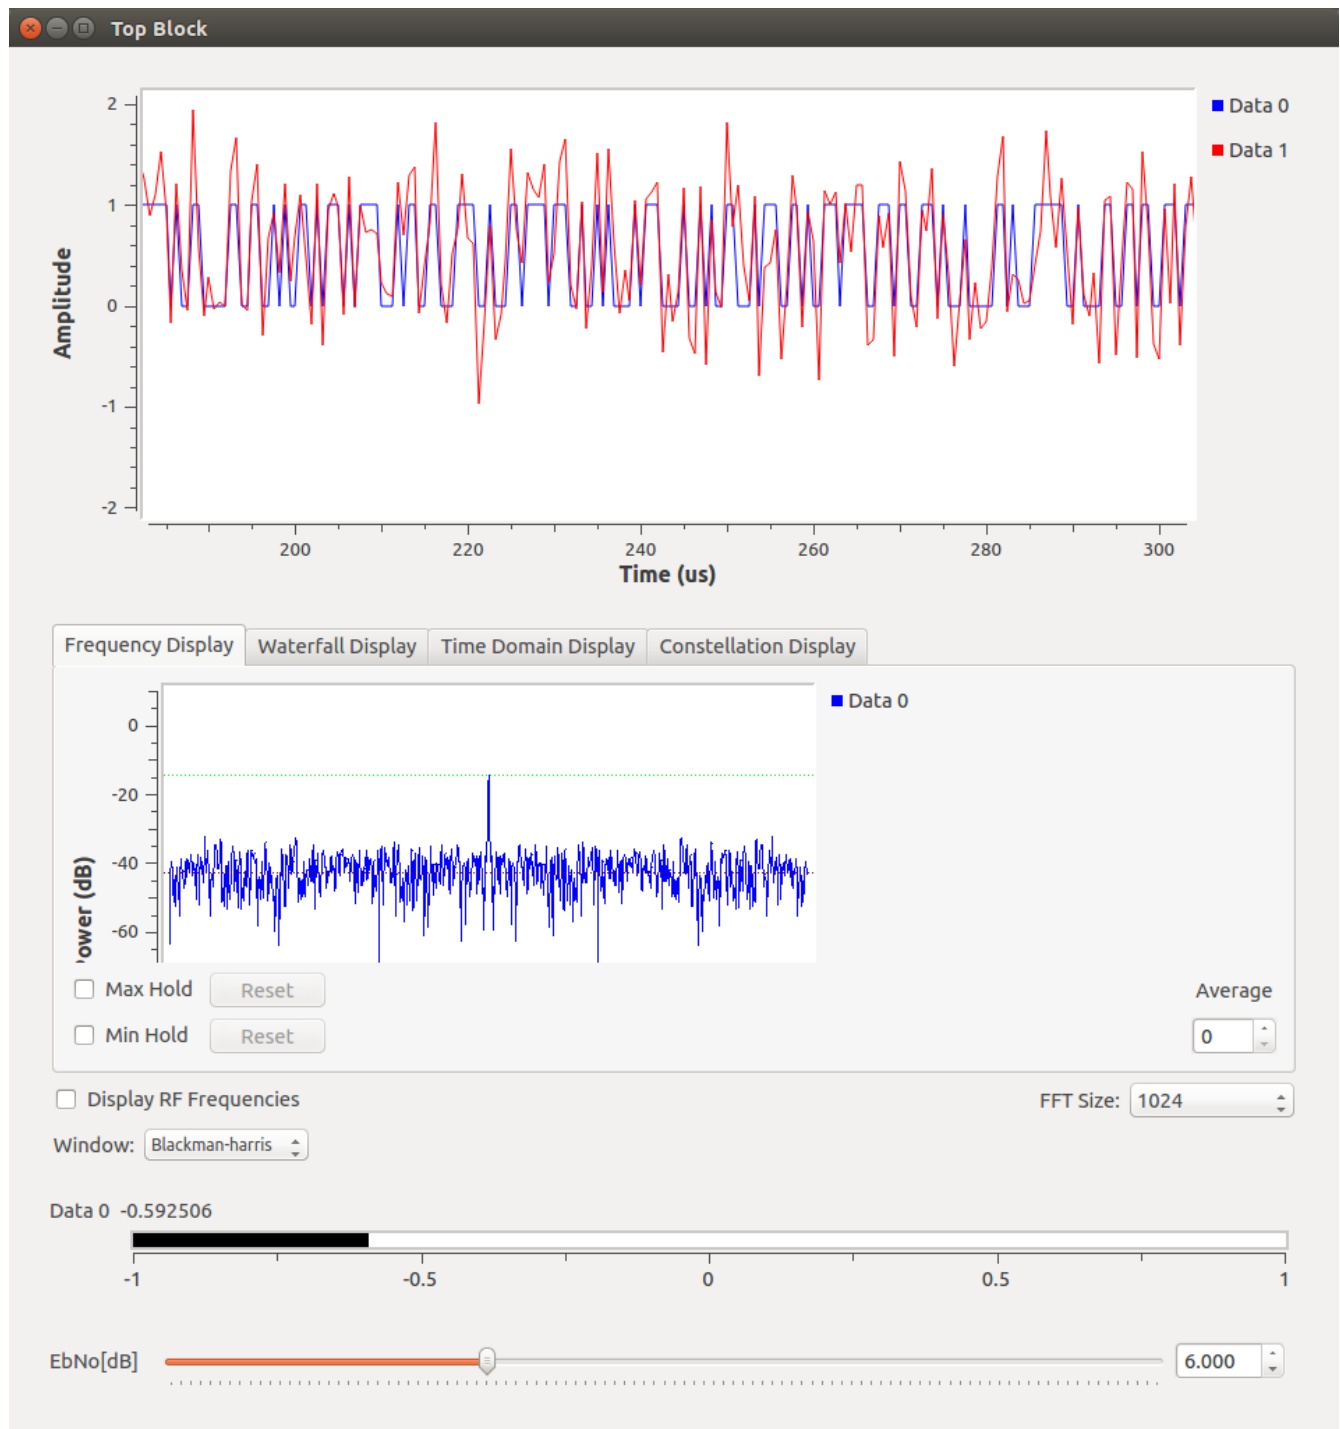 Top Block
2
1
0
-1
-2
Amplitude
Data 0
Data 1
200 220 240 260 280 300
Time (us)
Frequency Display Waterfall Display Time Domain Display Constellation Display
0
-20
-40
-60
Power (dB)
Data 0
Max Hold Reset
Average
Min Hold Reset
0
Display RF Frequencies
FFT Size: 1024
Window: Blackman-harris
Data 0 -0.592506
-1 -0.5 0 0.5 1
EbNo[dB] 6.000